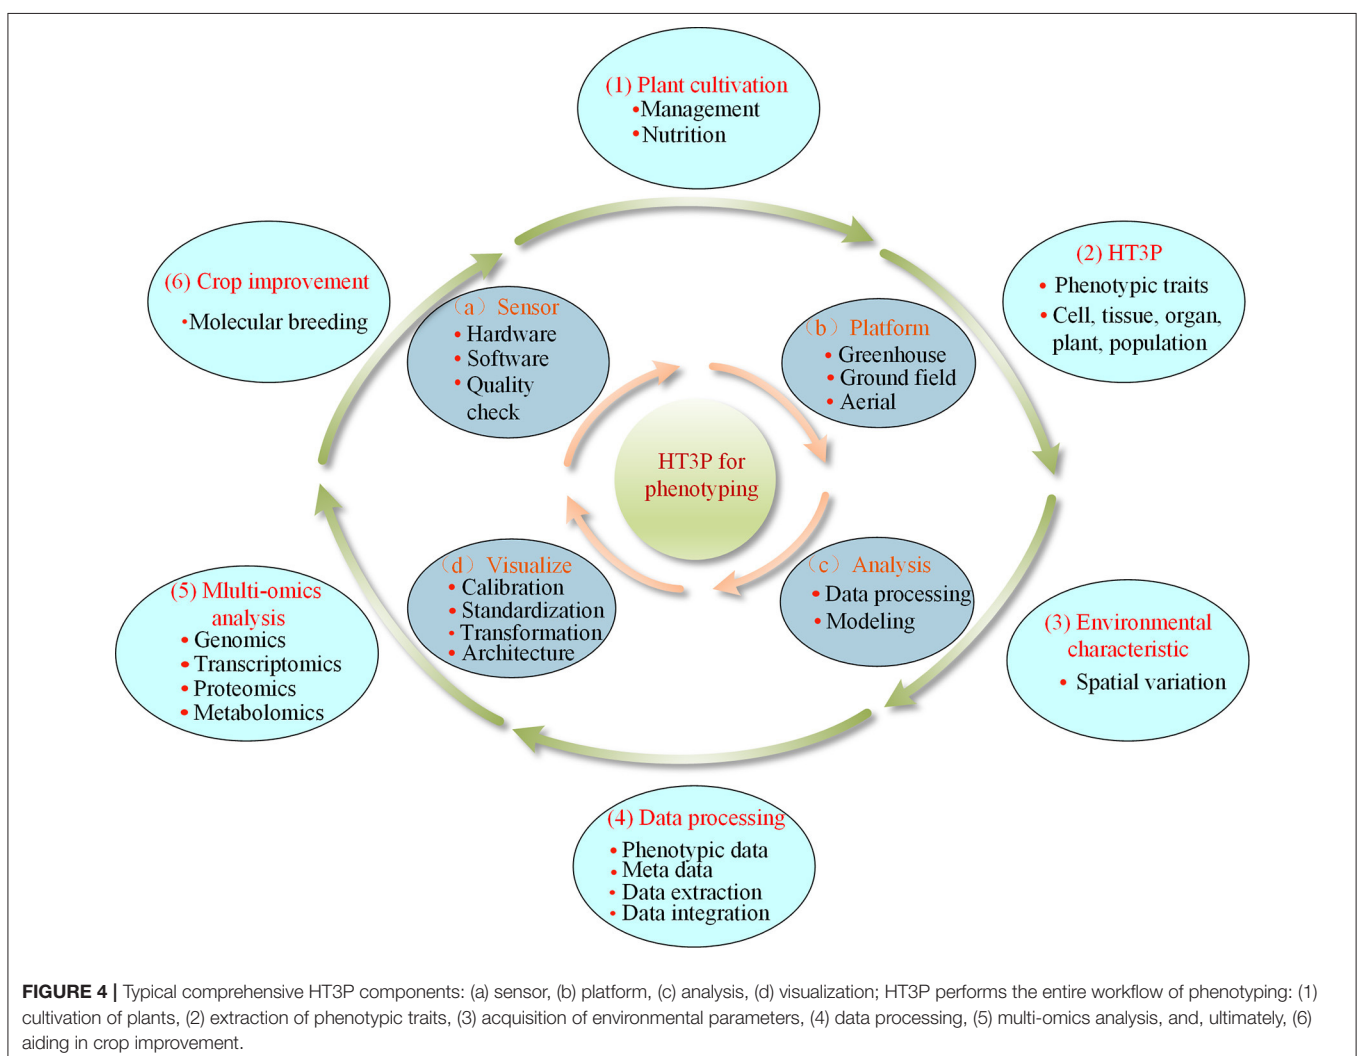 (1) Plant cultivation
•Management
•Nutrition
(2) HT3P
• Phenotypic traits
• Cell, tissue, organ,
plant, population
(3) Environmental
characteristic
• Spatial variation
(4) Data processing
• Phenotypic data
• Meta data
• Data extraction
• Data integration
(5) Mlulti-omics
analysis
• Genomics
• Transcriptomics
• Proteomics
• Metabolomics
(6) Crop improvement
• Molecular breeding
(a) Sensor
• Hardware
• Software
• Quality
check
(b) Platform
• Greenhouse
• Ground field
• Aerial
(c) Analysis
• Data processing
• Modeling
(d) Visualize
• Calibration
• Standardization
• Transformation
• Architecture
HT3P for
phenotyping
FIGURE 4 | Typical comprehensive HT3P components: (a) sensor, (b) platform, (c) analysis, (d) visualization; HT3P performs the entire workflow of phenotyping: (1)
cultivation of plants, (2) extraction of phenotypic traits, (3) acquisition of environmental parameters, (4) data processing, (5) multi-omics analysis, and, ultimately, (6)
aiding in crop improvement.